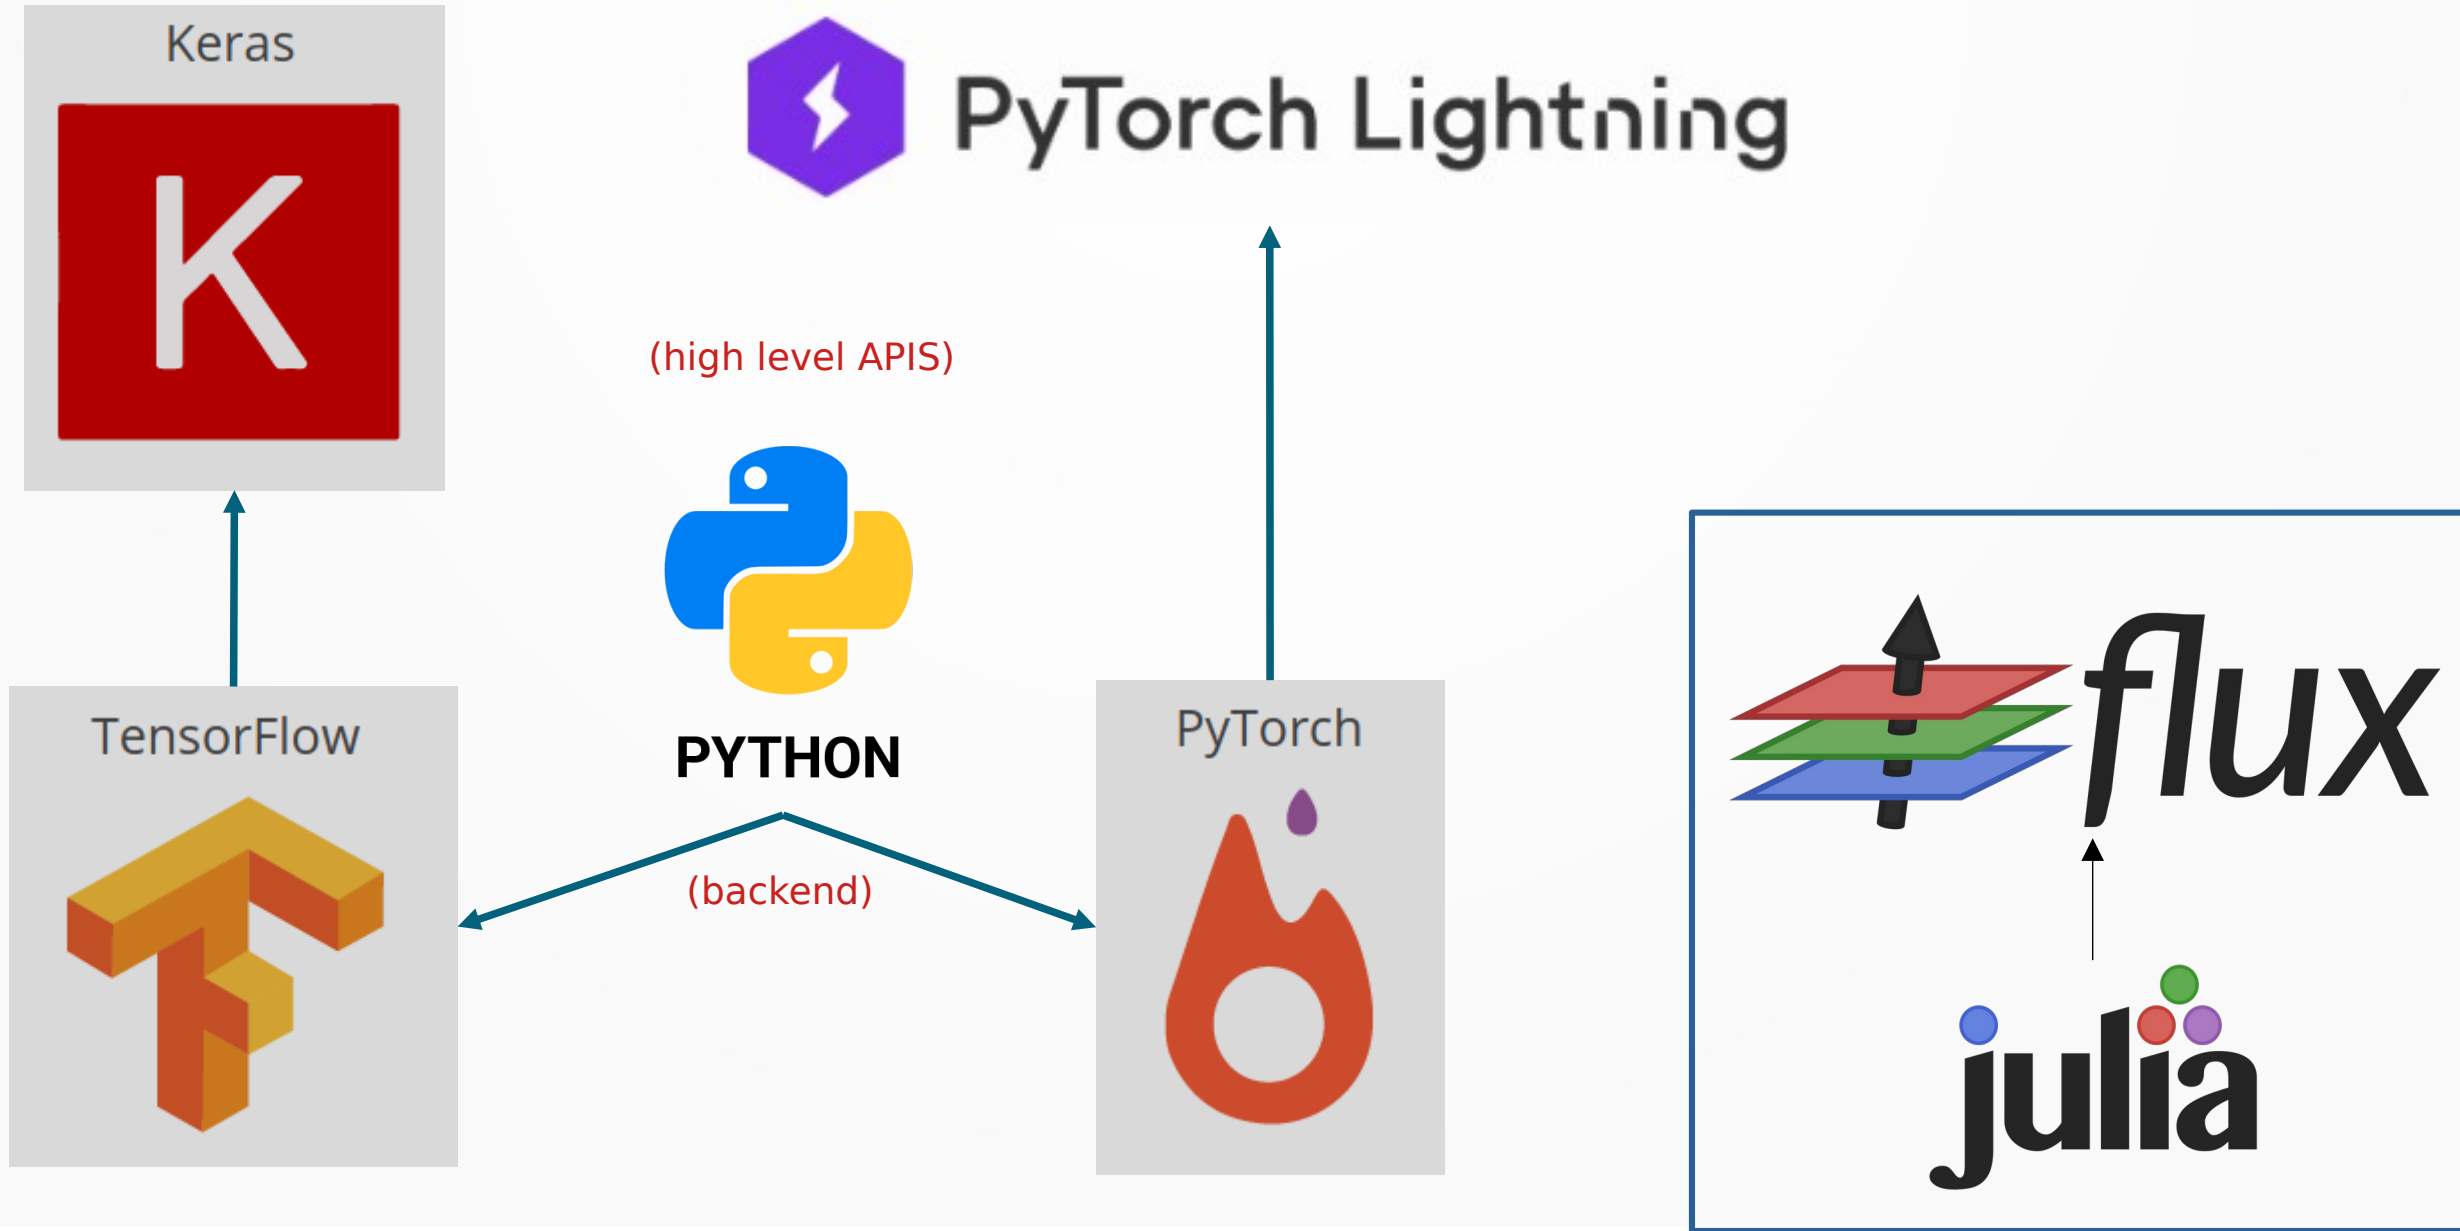 Keras
PyTorch Lightning
(high level APIS)
PYTHON
TensorFlow
PyTorch
(backend)
flux
julia